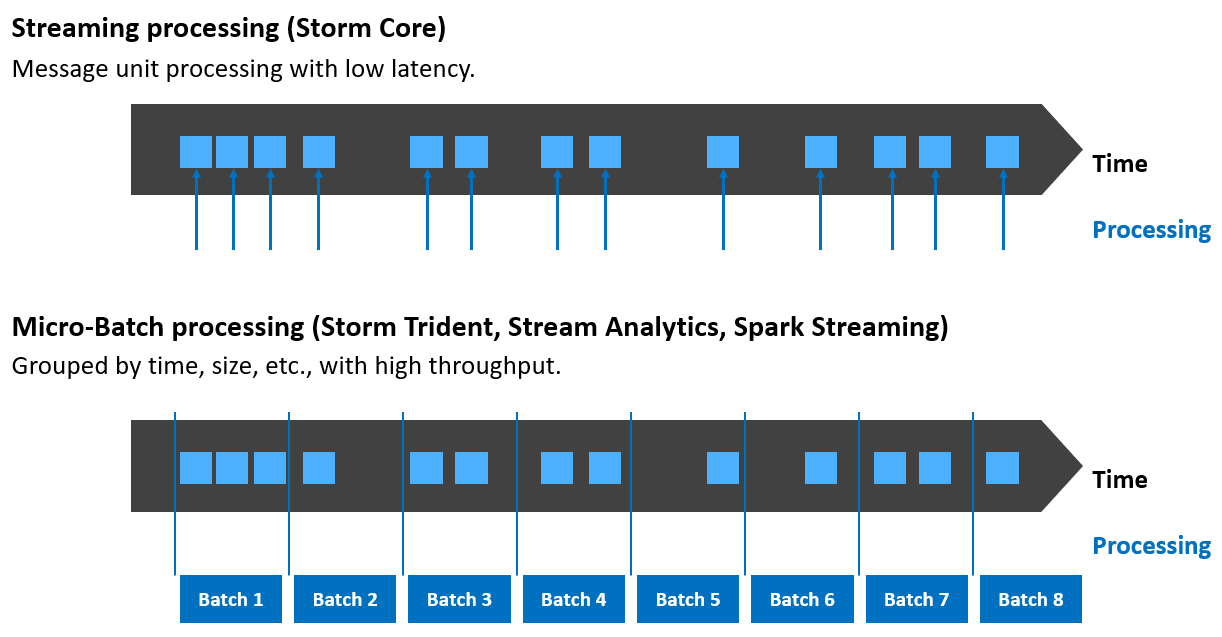 Streaming processing (Storm Core)
Message unit processing with low latency.
Time
Processing
Micro-Batch processing (Storm Trident, Stream Analytics, Spark Streaming)
Grouped by time, size, etc., with high throughput.
Time
Processing
Batch 1
Batch 2
Batch 3
Batch 4
Batch 5
Batch 6
Batch 7
Batch 8